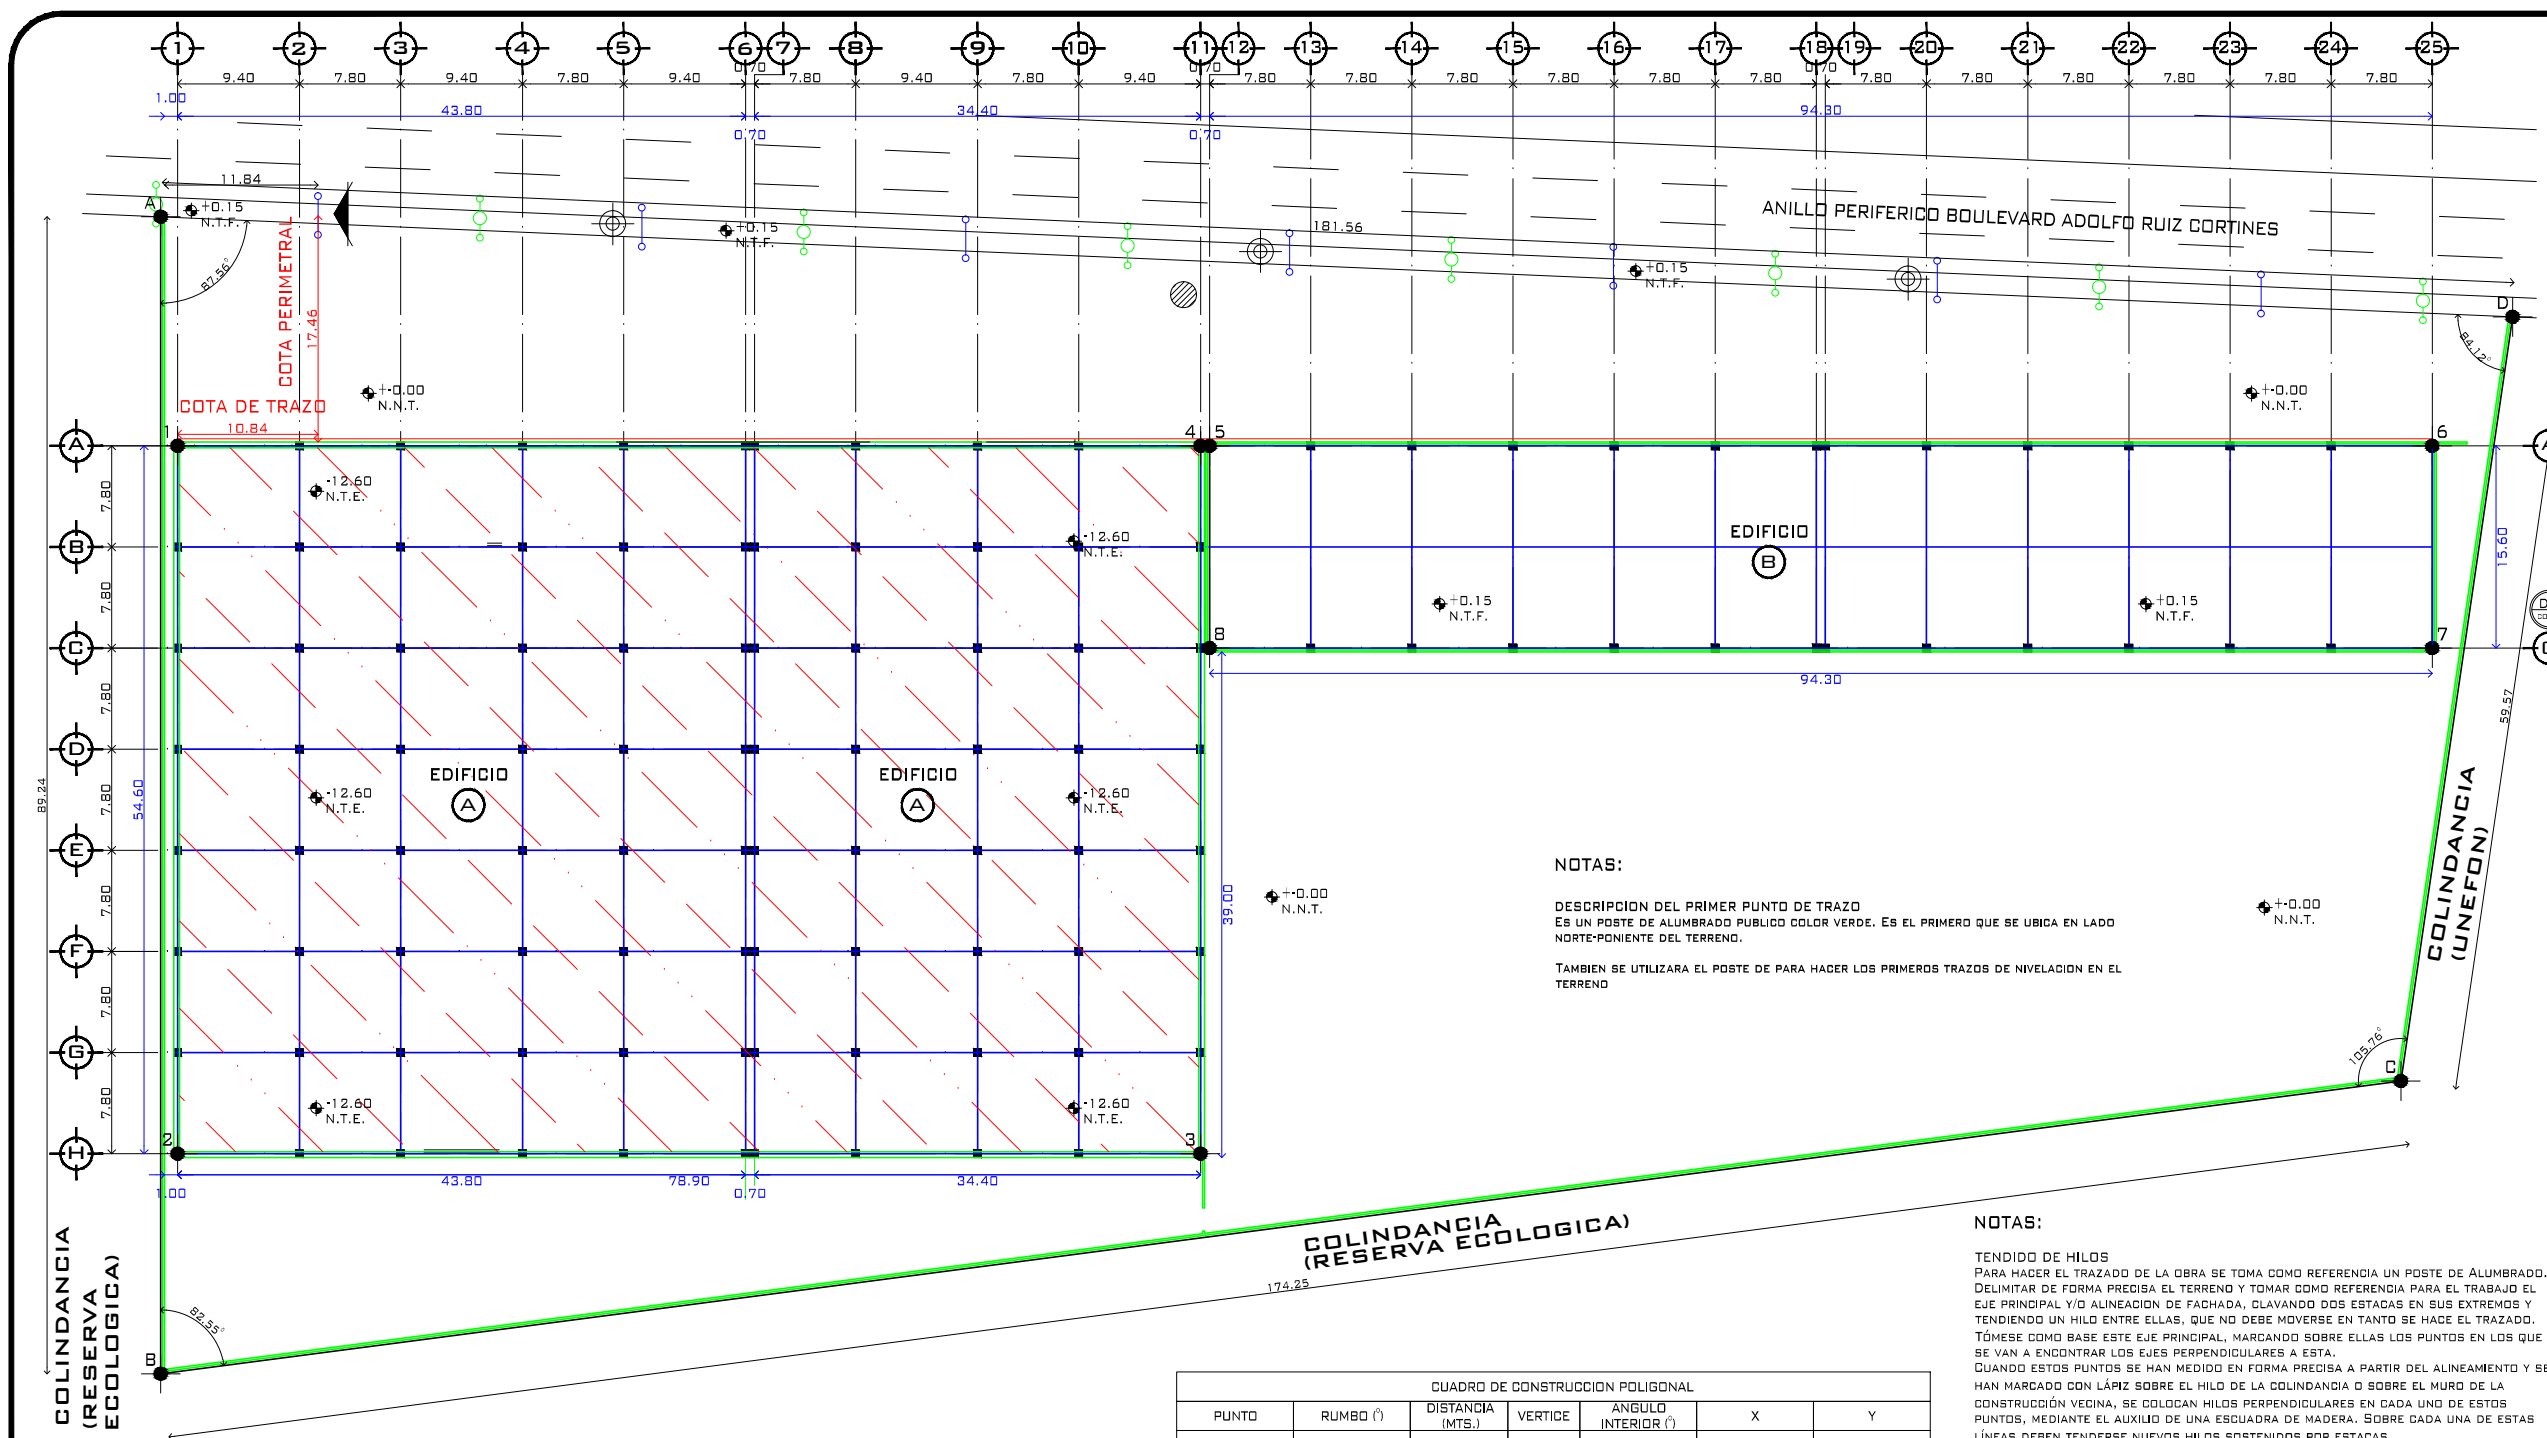 1 2 3 4 5 6 7 8 9 10 11 12 13 14 15 16 17 18 19 20 21 22 23 24 25
9.40 7.80 9.40 7.80 9.40 0.70 7.80 9.40 7.80 9.40 0.70 7.80 7.80 7.80 7.80 7.80 7.80 0.70 7.80 7.80 7.80 7.80 7.80 7.80
1.00 43.80 0.70 34.40 0.70 94.30
11.84
A
+0.15
N.T.F.
+0.15
N.T.F.
181.56
ANILLO PERIFERICO BOULEVARD ADOLFO RUIZ CORTINES
+0.15
N.T.F.
87.56°
COTA PERIMETRAL
17.46
D
84.12°
+-0.00
N.N.T.
+-0.00
N.N.T.
COTA DE TRAZO
10.84
A
1
4 5
6
7.80
-12.60
N.T.E.
B
-12.60
N.T.E.
EDIFICIO
B
15.60
7.80
+0.15
N.T.F.
+0.15
N.T.F.
C
8
7
94.30
7.80
59.57
D
EDIFICIO
A
EDIFICIO
A
-12.60
N.T.E.
-12.60
N.T.E.
89.24
54.60
7.80
COLINDANCIA
(UNEFON)
E
7.80
39.00
+-0.00
N.N.T.
+-0.00
N.N.T.
NOTAS:
DESCRIPCION DEL PRIMER PUNTO DE TRAZO
ES UN POSTE DE ALUMBRADO PUBLICO COLOR VERDE. ES EL PRIMERO QUE SE UBICA EN LADO
NORTE-PONIENTE DEL TERRENO.
TAMBIEN SE UTILIZARA EL POSTE DE PARA HACER LOS PRIMEROS TRAZOS DE NIVELACION EN EL
TERRENO
F
7.80
G
7.80
105.76°
C
-12.60
N.T.E.
-12.60
N.T.E.
H
2
3
1.00 43.80 78.90 0.70 34.40
COLINDANCIA
(RESERVA ECOLOGICA)
174.25
COLINDANCIA
(RESERVA
ECOLOGICA)
82.55°
B
NOTAS:
TENDIDO DE HILOS
PARA HACER EL TRAZADO DE LA OBRA SE TOMA COMO REFERENCIA UN POSTE DE ALUMBRADO.
DELIMITAR DE FORMA PRECISA EL TERRENO Y TOMAR COMO REFERENCIA PARA EL TRABAJO EL
EJE PRINCIPAL Y/O ALINEACION DE FACHADA, CLAVANDO DOS ESTACAS EN SUS EXTREMOS Y
TENDIENDO UN HILO ENTRE ELLAS, QUE NO DEBE MOVERSE EN TANTO SE HACE EL TRAZADO.
TÓMESE COMO BASE ESTE EJE PRINCIPAL, MARCANDO SOBRE ELLAS LOS PUNTOS EN LOS QUE
SE VAN A ENCONTRAR LOS EJES PERPENDICULARES A ESTA.
CUANDO ESTOS PUNTOS SE HAN MEDIDO EN FORMA PRECISA A PARTIR DEL ALINEAMIENTO Y SE
HAN MARCADO CON LÁPIZ SOBRE EL HILO DE LA COLINDANCIA O SOBRE EL MURO DE LA
CONSTRUCCIÓN VECINA, SE COLOCAN HILOS PERPENDICULARES EN CADA UNO DE ESTOS
PUNTOS, MEDIANTE EL AUXILIO DE UNA ESCUADRA DE MADERA. SOBRE CADA UNA DE ESTAS
LÍNEAS DEBEN TENDERSE NUEVOS HILOS SOSTENIDOS POR ESTACAS
CUADRO DE CONSTRUCCION POLIGONAL
PUNTO RUMBO (°) DISTANCIA (MTS.) VERTICE ANGULO INTERIOR (°) X Y